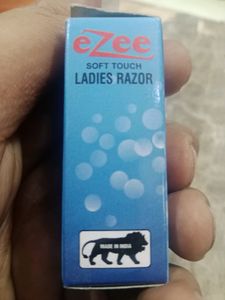 eZee
SOFT TOUCH
LADIES RAZOR
MADE IN INDIA